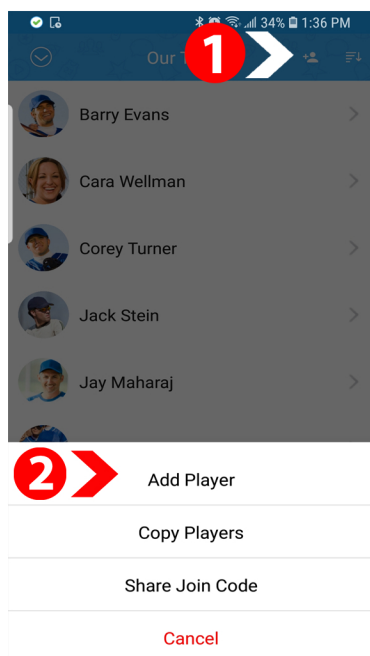 34% 1:36 PM
1
Our
Barry Evans
Cara Wellman
Corey Turner
Jack Stein
Jay Maharaj
2
Add Player
Copy Players
Share Join Code
Cancel